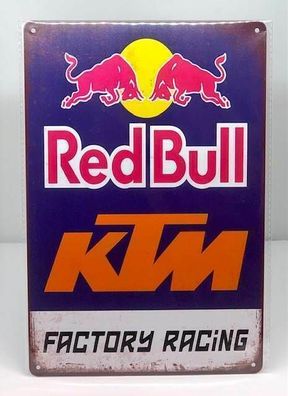 Red Bull
KTM
FACTORY RACING